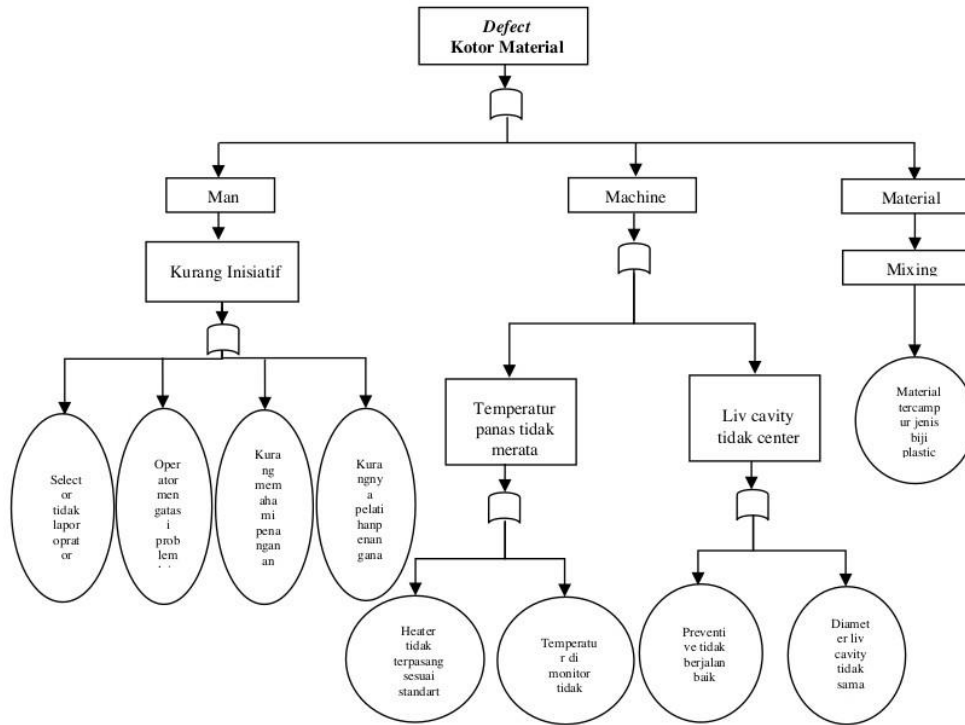 Defect
Kotor Material
Man
Machine
Material
Kurang Inisiatif
Mixing
Temperatur
panas tidak
merata
Liv cavity
tidak center
Material
tercamp
ur jenis
biji
plastic
Select
or
tidak
lapor
oprat
or
Oper
ator
men
gatas
i
prob
lem
Kura
ng
mem
aha
mi
pena
ngan
an
Kura
ngny
a
pelati
hanp
enan
gana
Heater
tidak
terpasang
sesuai
standart
Temperatu
r di
monitor
tidak
Preventi
ve tidak
berjalan
baik
Diamet
er liv
cavity
tidak
sama